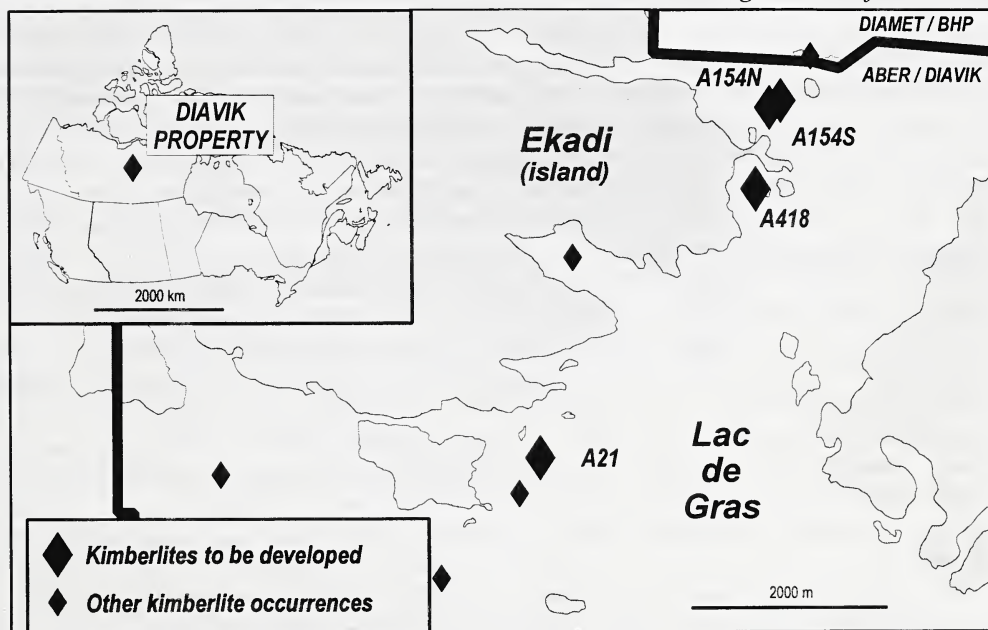 DIAMET / BHP
ABER / DIAVIK
DIAVIK
PROPERTY
2000 km
A154N
A154S
Ekadi
(island)
A418
A21
Lac
de
Gras
Kimberlites to be developed
Other kimberlite occurrences
2000 m